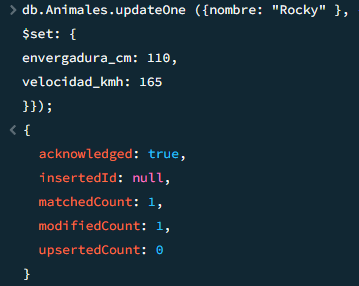 > db.Animales.updateOne ({nombre: "Rocky" },
$set: {
envergadura_cm: 110,
velocidad_kmh: 165
}});
< {
acknowledged: true,
insertedId: null,
matchedCount: 1,
modifiedCount: 1,
upsertedCount: 0
}